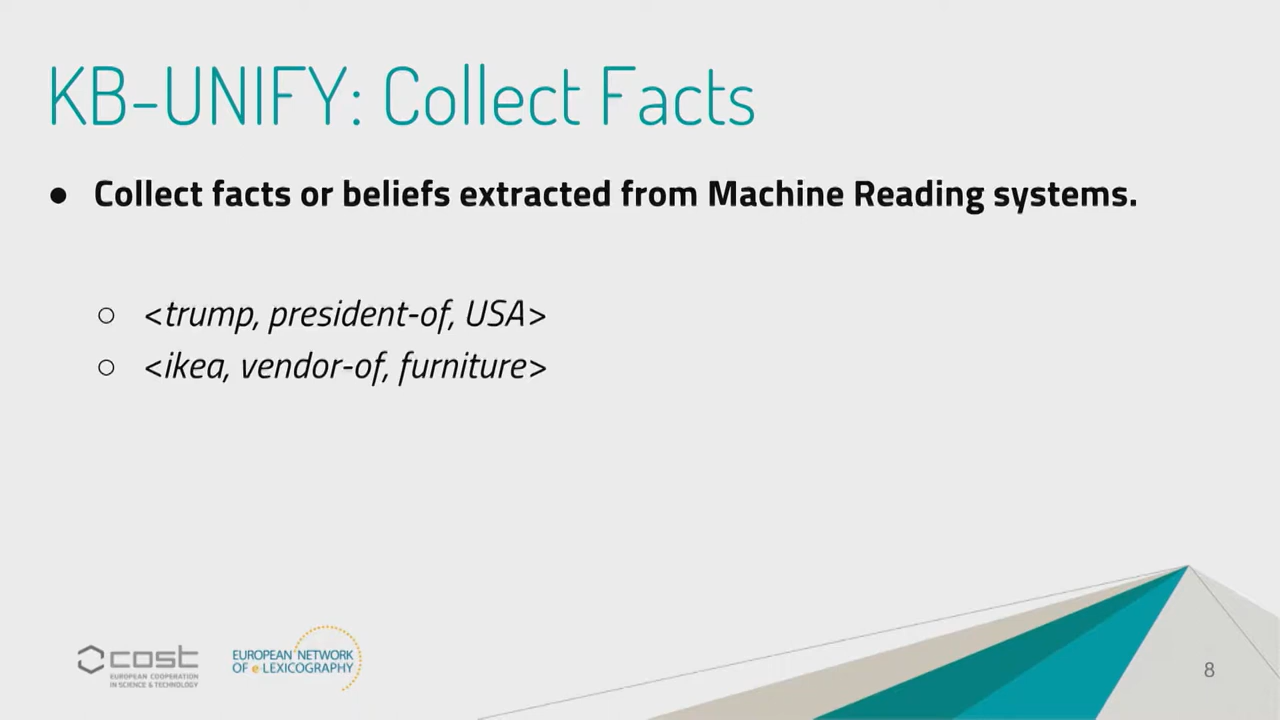 KB-UNIFY: Collect Facts
● Collect facts or beliefs extracted from Machine Reading systems.
○ <trump, president-of, USA>
○ <ikea, vendor-of, furniture>
cost
EUROPEAN COOPERATION
IN SCIENCE & TECHNOLOGY
EUROPEAN NETWORK
OF e-LEXICOGRAPHY
8